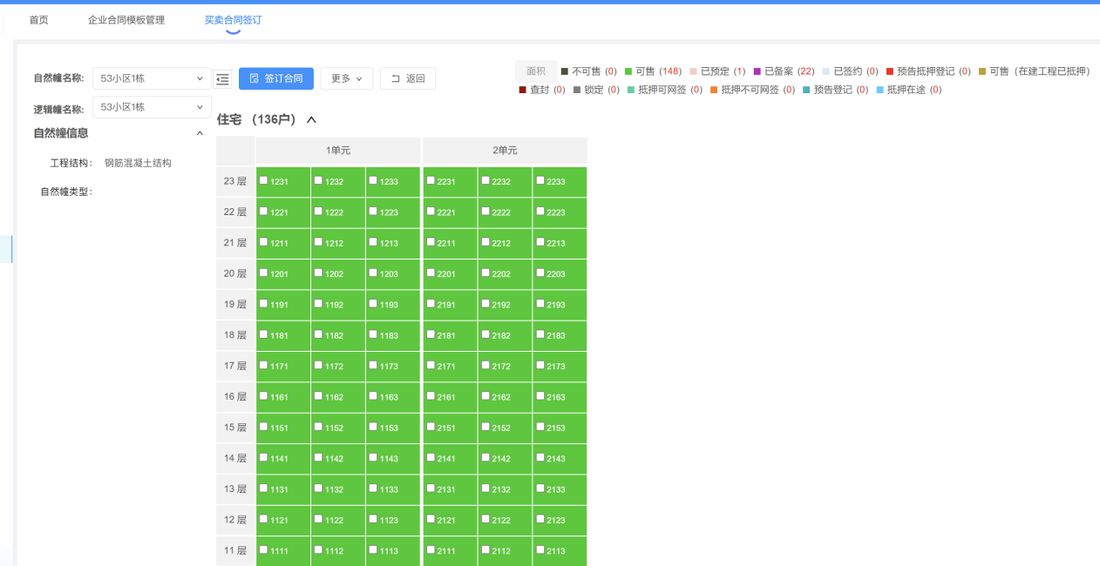 首页 企业合同模板管理 买卖合同签订
自然幢名称: 53小区1栋 签订合同 更多 返回
面积 不可售 (0) 可售 (148) 已预定 (1) 已备案 (22) 已签约 (0) 预告抵押登记 (0) 可售（在建工程已抵押）
查封 (0) 锁定 (0) 抵押可网签 (0) 抵押不可网签 (0) 预告登记 (0) 抵押在途 (0)
逻辑幢名称: 53小区1栋
自然幢信息
工程结构: 钢筋混凝土结构
自然幢类型:
住宅 （136户）
1单元 2单元
23 层 1231 1232 1233 2231 2232 2233
22 层 1221 1222 1223 2221 2222 2223
21 层 1211 1212 1213 2211 2212 2213
20 层 1201 1202 1203 2201 2202 2203
19 层 1191 1192 1193 2191 2192 2193
18 层 1181 1182 1183 2181 2182 2183
17 层 1171 1172 1173 2171 2172 2173
16 层 1161 1162 1163 2161 2162 2163
15 层 1151 1152 1153 2151 2152 2153
14 层 1141 1142 1143 2141 2142 2143
13 层 1131 1132 1133 2131 2132 2133
12 层 1121 1122 1123 2121 2122 2123
11 层 1111 1112 1113 2111 2112 2113